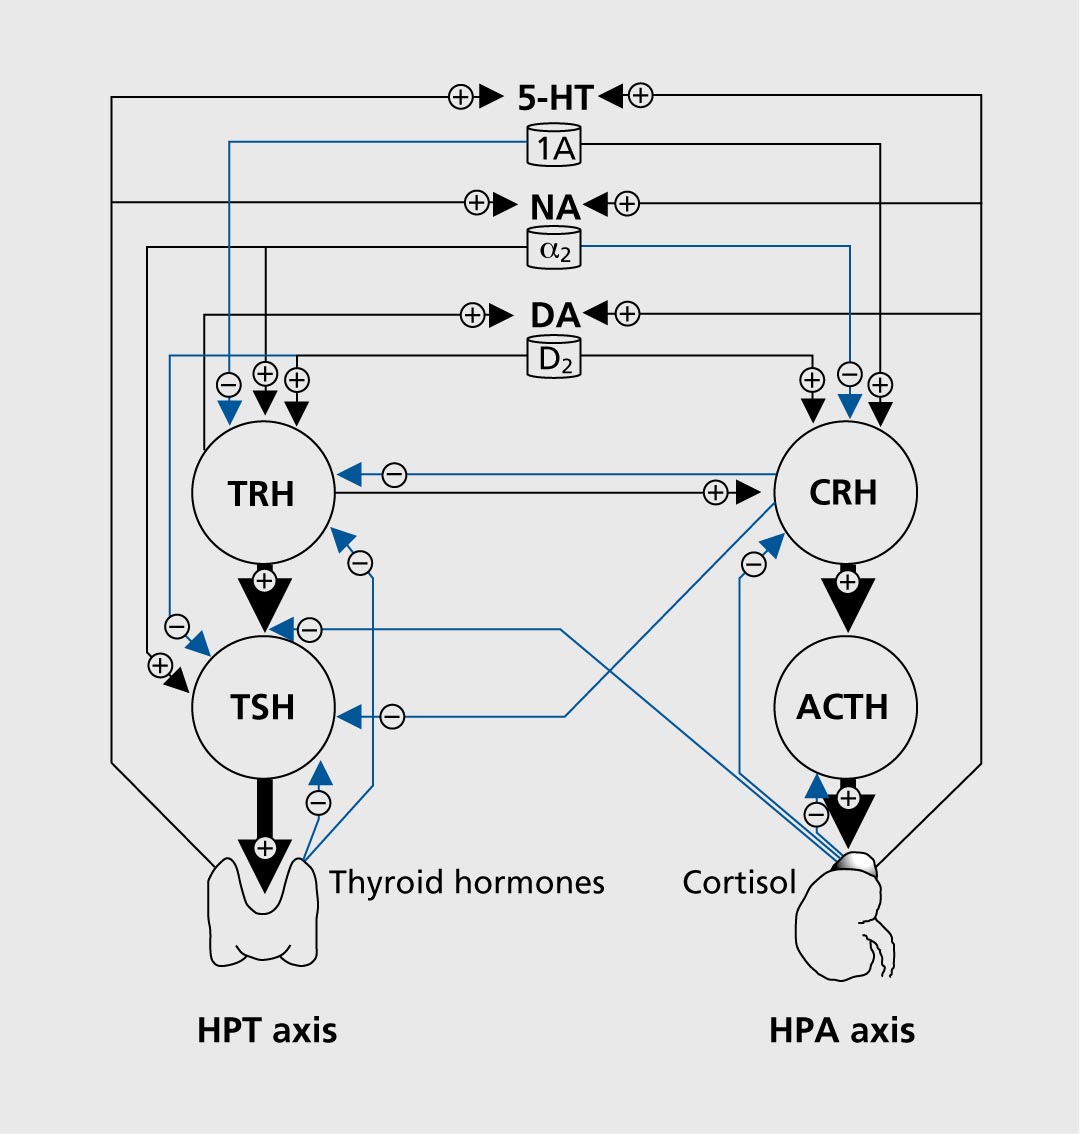 5-HT
1A
NA
α2
DA
D2
TRH
CRH
TSH
ACTH
Thyroid hormones
Cortisol
HPT axis
HPA axis